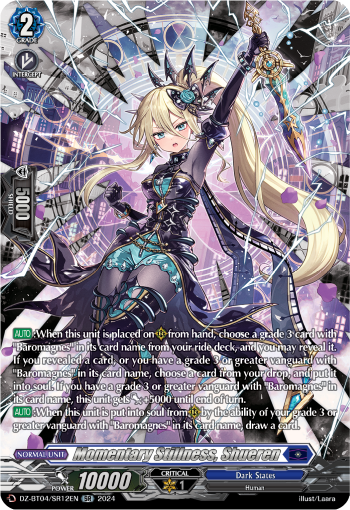 2
GRADE
INTERCEPT
5000
SHIELD
AUTO:When this unit is placed on from hand, choose a grade 3 card with
"Baromagnes" in its card name from your ride deck, and you may reveal it.
If you revealed a card, or you have a grade 3 or greater vanguard with
"Baromagnes" in its card name, choose a card from your drop, and put it
into soul. If you have a grade 3 or greater vanguard with "Baromagnes" in
its card name, this unit gets +5000 until end of turn.
AUTO:When this unit is put into soul from by the ability of your grade 3 or
greater vanguard with "Baromagnes" in its card name, draw a card.
NORMAL UNIT
Momentary Stillness, Shueren
POWER 10000
CRITICAL
1
Dark States
Human
DZ-BT04/SR12EN SR 2024
illust/Laara